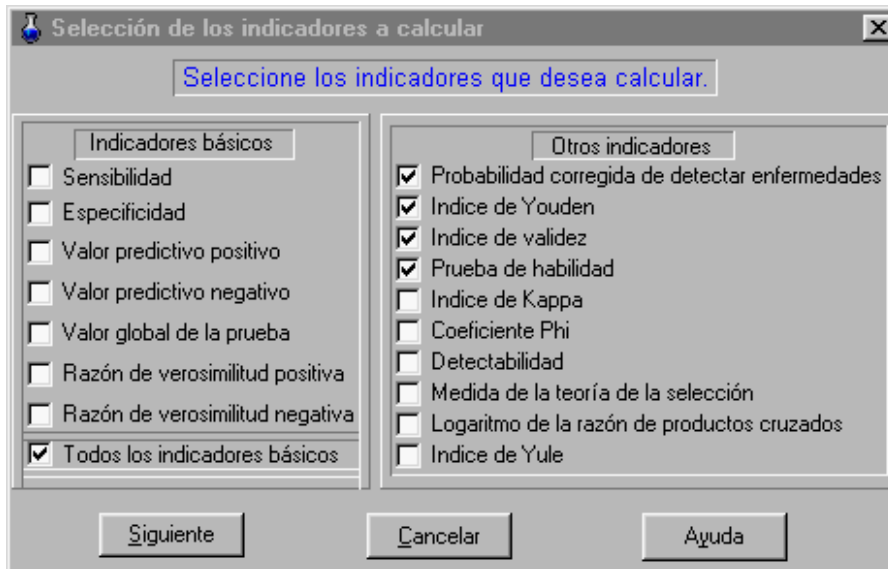 Selección de los indicadores a calcular
Seleccione los indicadores que desea calcular.
Indicadores básicos
Sensibilidad
Especificidad
Valor predictivo positivo
Valor predictivo negativo
Valor global de la prueba
Razón de verosimilitud positiva
Razón de verosimilitud negativa
Todos los indicadores básicos
Otros indicadores
Probabilidad corregida de detectar enfermedades
Indice de Youden
Indice de validez
Prueba de habilidad
Indice de Kappa
Coeficiente Phi
Detectabilidad
Medida de la teoría de la selección
Logaritmo de la razón de productos cruzados
Indice de Yule
Siguiente
Cancelar
Ayuda